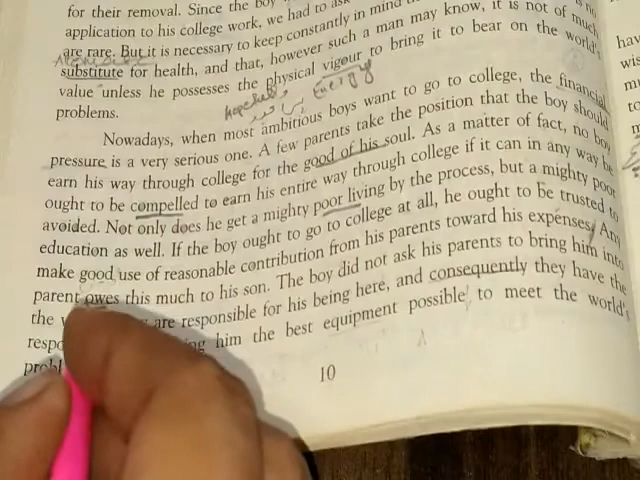 for their removal. Since the boy
application to his college work, we had to ask
are rare. But it is necessary to keep constantly in mind
substitute for health, and that, however such a man may know, it is not of much
value unless he possesses the physical vigour to bring it to bear on the world's
problems.
Hopeful
Energy
Nowadays, when most ambitious boys want to go to college, the financial
pressure is a very serious one. A few parents take the position that the boy should
earn his way through college for the good of his soul. As a matter of fact, no boy
ought to be compelled to earn his entire way through college if it can in any way be
avoided. Not only does he get a mighty poor living by the process, but a mighty poor
education as well. If the boy ought to go to college at all, he ought to be trusted to
make good use of reasonable contribution from his parents toward his expenses. Any
parent owes this much to his son. The boy did not ask his parents to bring him into
the are responsible for his being here, and consequently they have the
him the best equipment possible to meet the world's
10
hav
wis
to